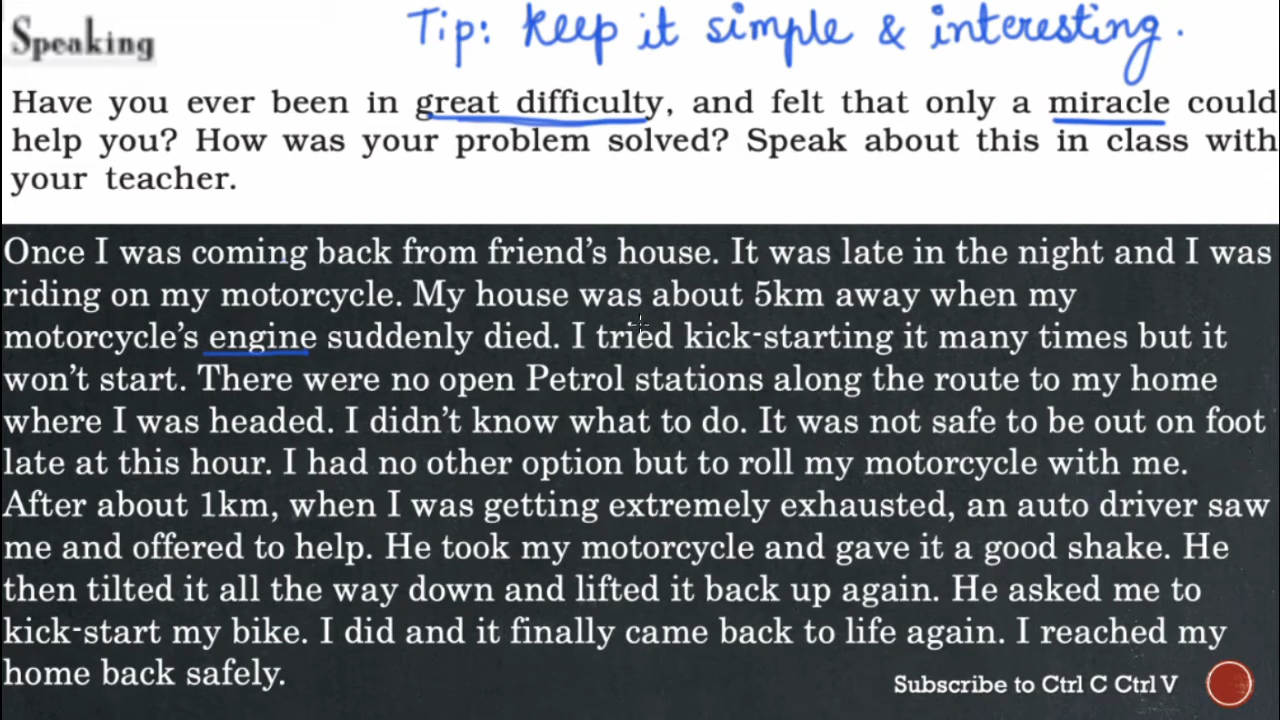 Speaking
Tip: keep it simple & interesting.
Have you ever been in great difficulty, and felt that only a miracle could
help you? How was your problem solved? Speak about this in class with
your teacher.
Once I was coming back from friend’s house. It was late in the night and I was
riding on my motorcycle. My house was about 5km away when my
motorcycle’s engine suddenly died. I tried kick-starting it many times but it
won’t start. There were no open Petrol stations along the route to my home
where I was headed. I didn’t know what to do. It was not safe to be out on foot
late at this hour. I had no other option but to roll my motorcycle with me.
After about 1km, when I was getting extremely exhausted, an auto driver saw
me and offered to help. He took my motorcycle and gave it a good shake. He
then tilted it all the way down and lifted it back up again. He asked me to
kick-start my bike. I did and it finally came back to life again. I reached my
home back safely.
Subscribe to Ctrl C Ctrl V